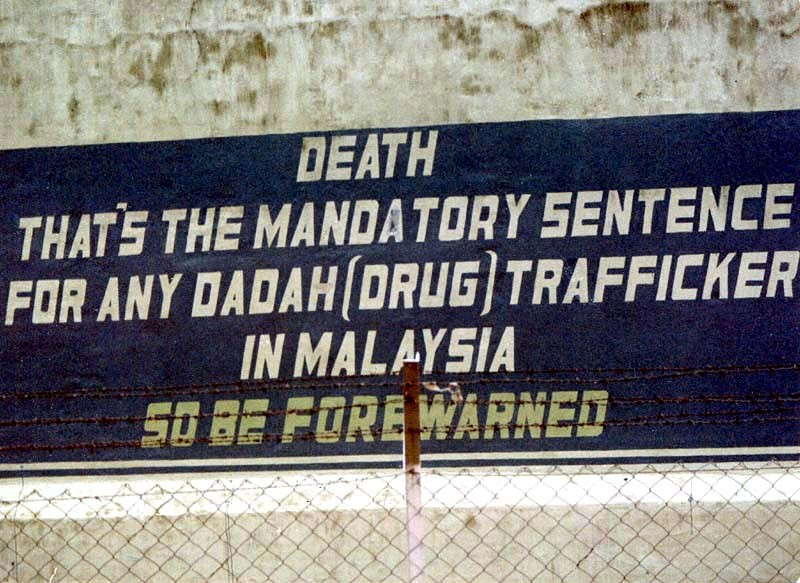 DEATH
THAT'S THE MANDATORY SENTENCE
FOR ANY DADAH (DRUG) TRAFFICKER
IN MALAYSIA
SO BE FOREWARNED